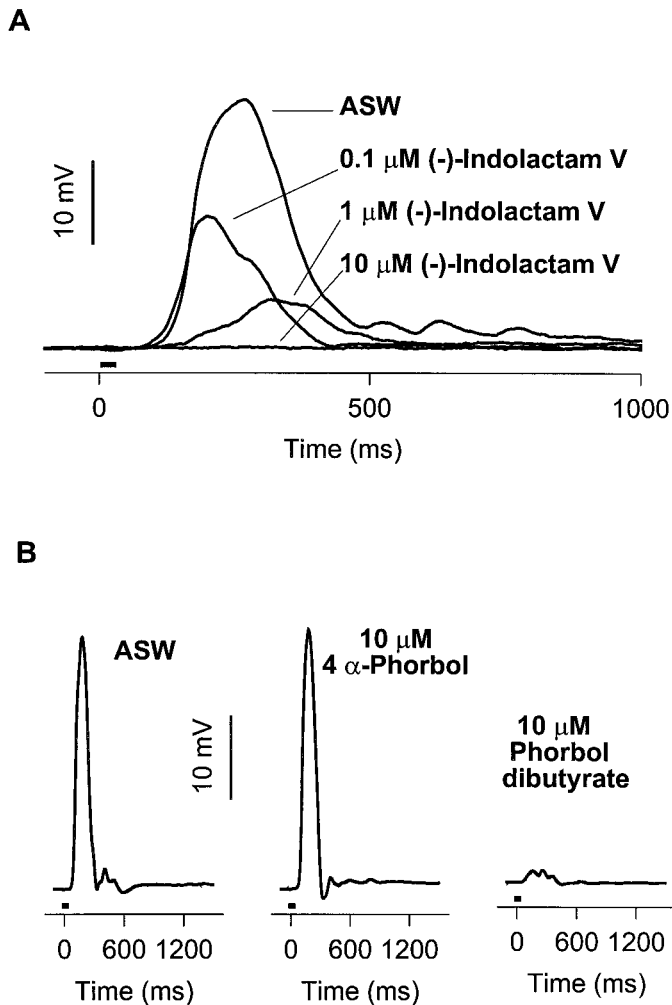 A
ASW
0.1 μM (-)-Indolactam V
1 μM (-)-Indolactam V
10 μM (-)-Indolactam V
10 mV
0
500
1000
Time (ms)
B
ASW
10 μM
4 α-Phorbol
10 μM
Phorbol
dibutyrate
10 mV
0 600 1200
0 600 1200
0 600 1200
Time (ms)
Time (ms)
Time (ms)